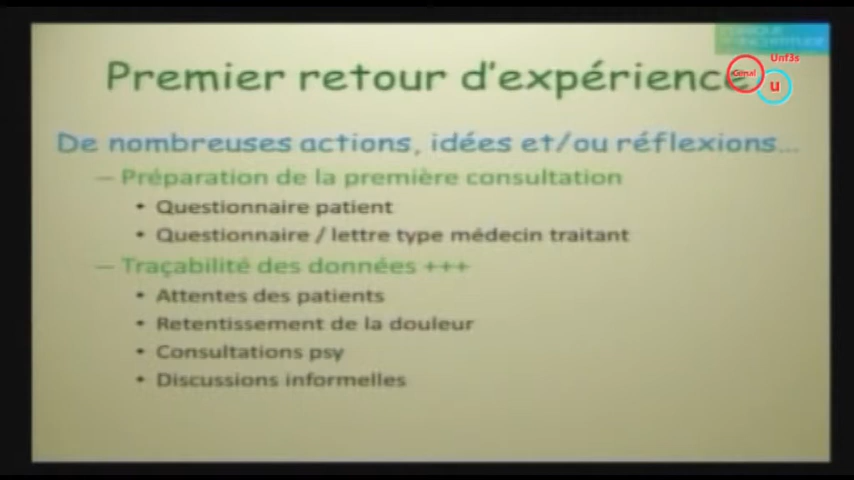 Unf3s
Canal
u
Premier retour d'expérience
De nombreuses actions, idées et/ou réflexions...
– Préparation de la première consultation
• Questionnaire patient
• Questionnaire / lettre type médecin traitant
– Traçabilité des données +++
• Attentes des patients
• Retentissement de la douleur
• Consultations psy
• Discussions informelles